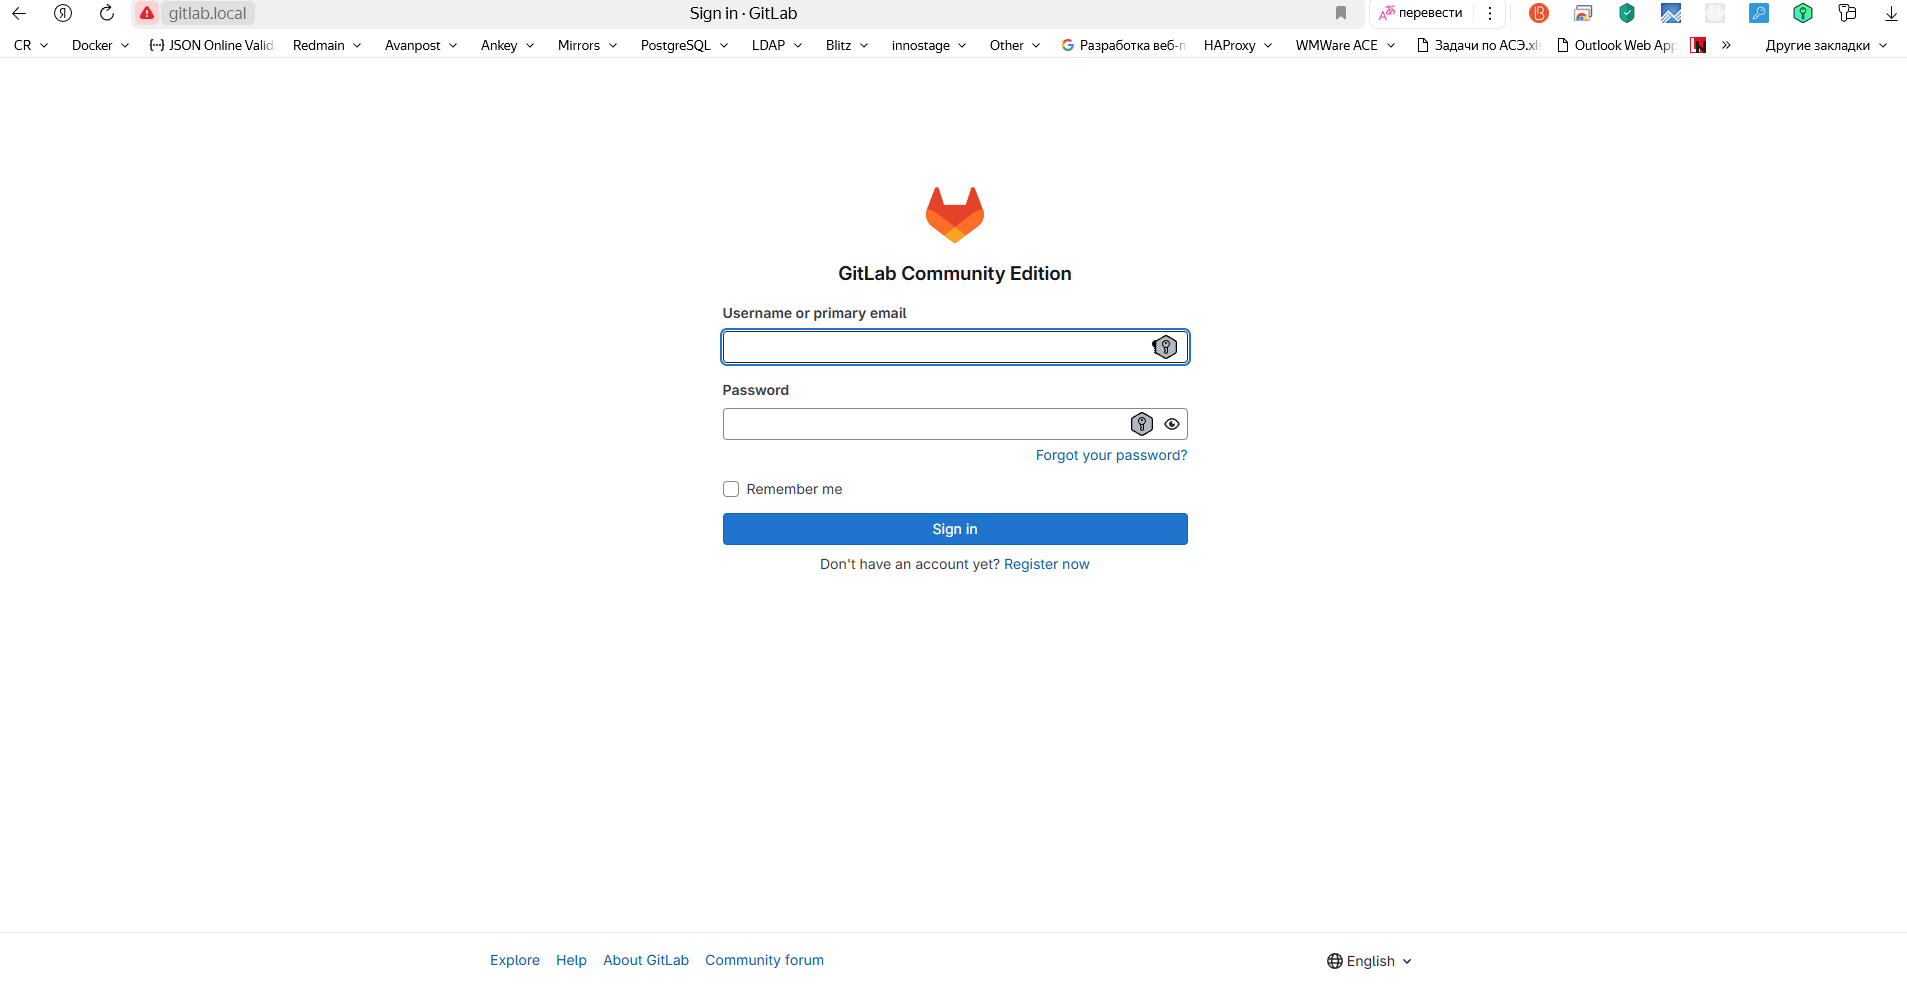 gitlab.local Sign in · GitLab перевести
CR Docker JSON Online Valid Redmain Avanpost Ankey Mirrors PostgreSQL LDAP Blitz innostage Other Разработка веб-п HAProxy WMWare ACE Задачи по АСЭ.xls Outlook Web App Другие закладки
GitLab Community Edition
Username or primary email
Password
Forgot your password?
Remember me
Sign in
Don't have an account yet? Register now
Explore Help About GitLab Community forum English